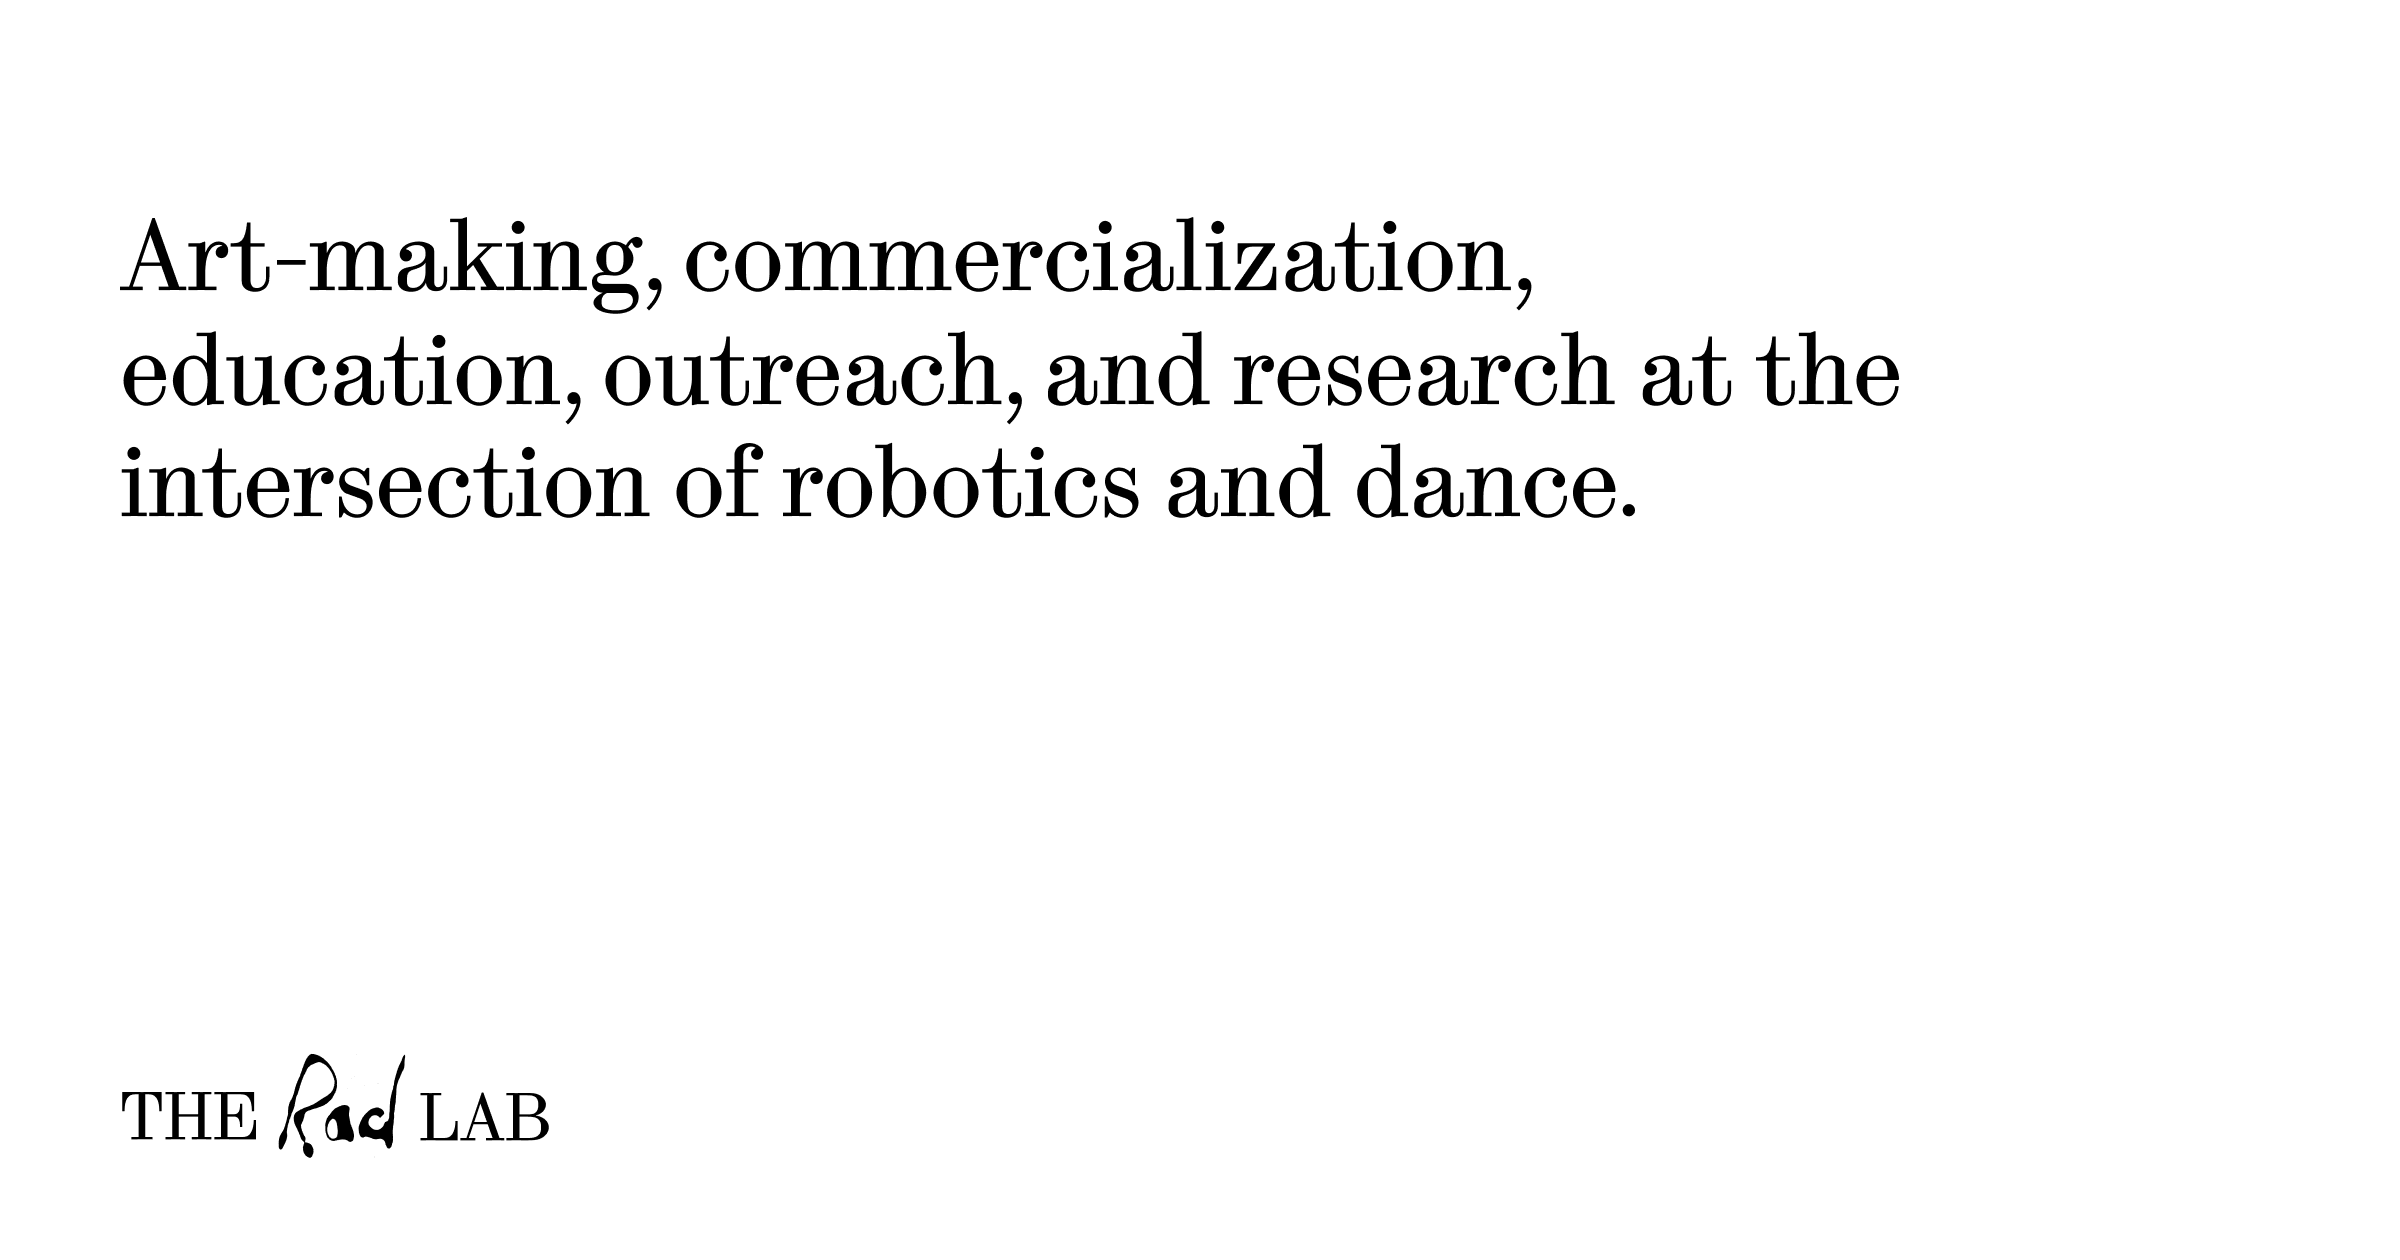 Art-making, commercialization,
education, outreach, and research at the
intersection of robotics and dance.
THE Rad LAB